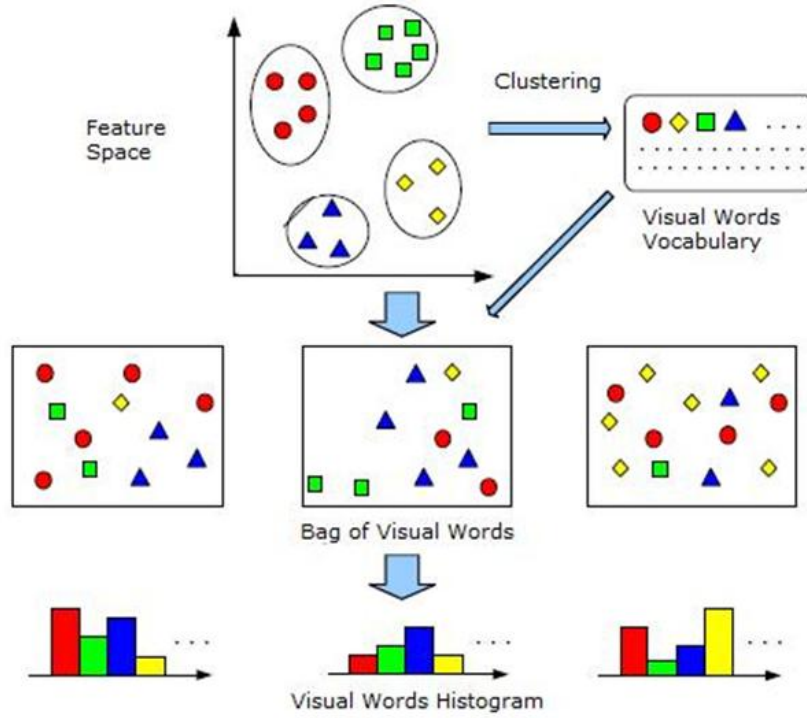 Clustering
Feature
Space
Visual Words
Vocabulary
Bag of Visual Words
Visual Words Histogram